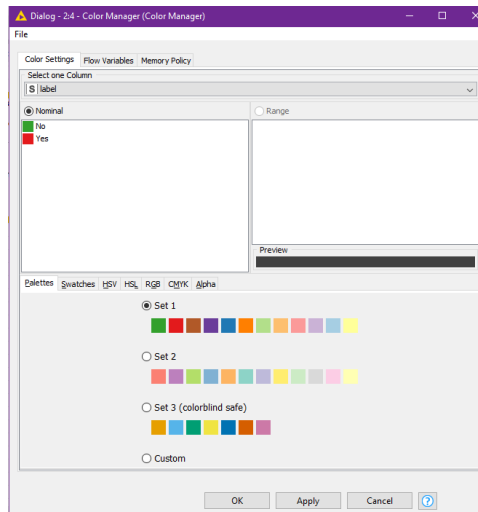 Dialog - 2:4 - Color Manager (Color Manager)
File
Color Settings Flow Variables Memory Policy
Select one Column
S label
Nominal Range
No
Yes
Preview
Palettes Swatches HSV HSL RGB CMYK Alpha
Set 1
Set 2
Set 3 (colorblind safe)
Custom
OK Apply Cancel ?